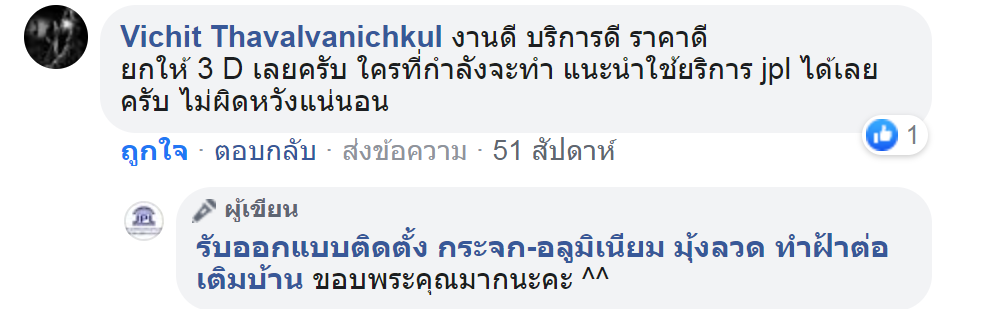 Vichit Thavalvanichkul งานดี บริการดี ราคาดี
ยกให้ 3 D เลยครับ ใครที่กำลังจะทำ แนะนำใช้ยริการ jpl ได้เลย
ครับ ไม่ผิดหวังแน่นอน
1
ถูกใจ · ตอบกลับ · ส่งข้อความ · 51 สัปดาห์
JPL
ผู้เขียน
รับออกแบบติดตั้ง กระจก-อลูมิเนียม มุ้งลวด ทำฝ้าต่อ
เติมบ้าน ขอบพระคุณมากนะคะ ^^